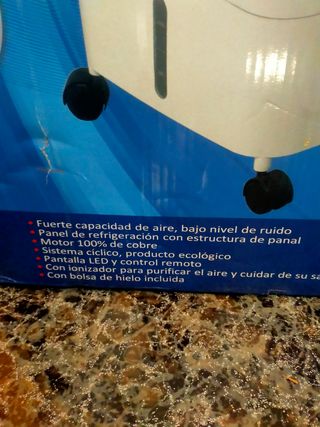 • Fuerte capacidad de aire, bajo nivel de ruido
• Panel de refrigeración con estructura de panal
• Motor 100% de cobre
• Sistema cíclico, producto ecológico
• Pantalla LED y control remoto
• Con ionizador para purificar el aire y cuidar de su
• Con bolsa de hielo incluida